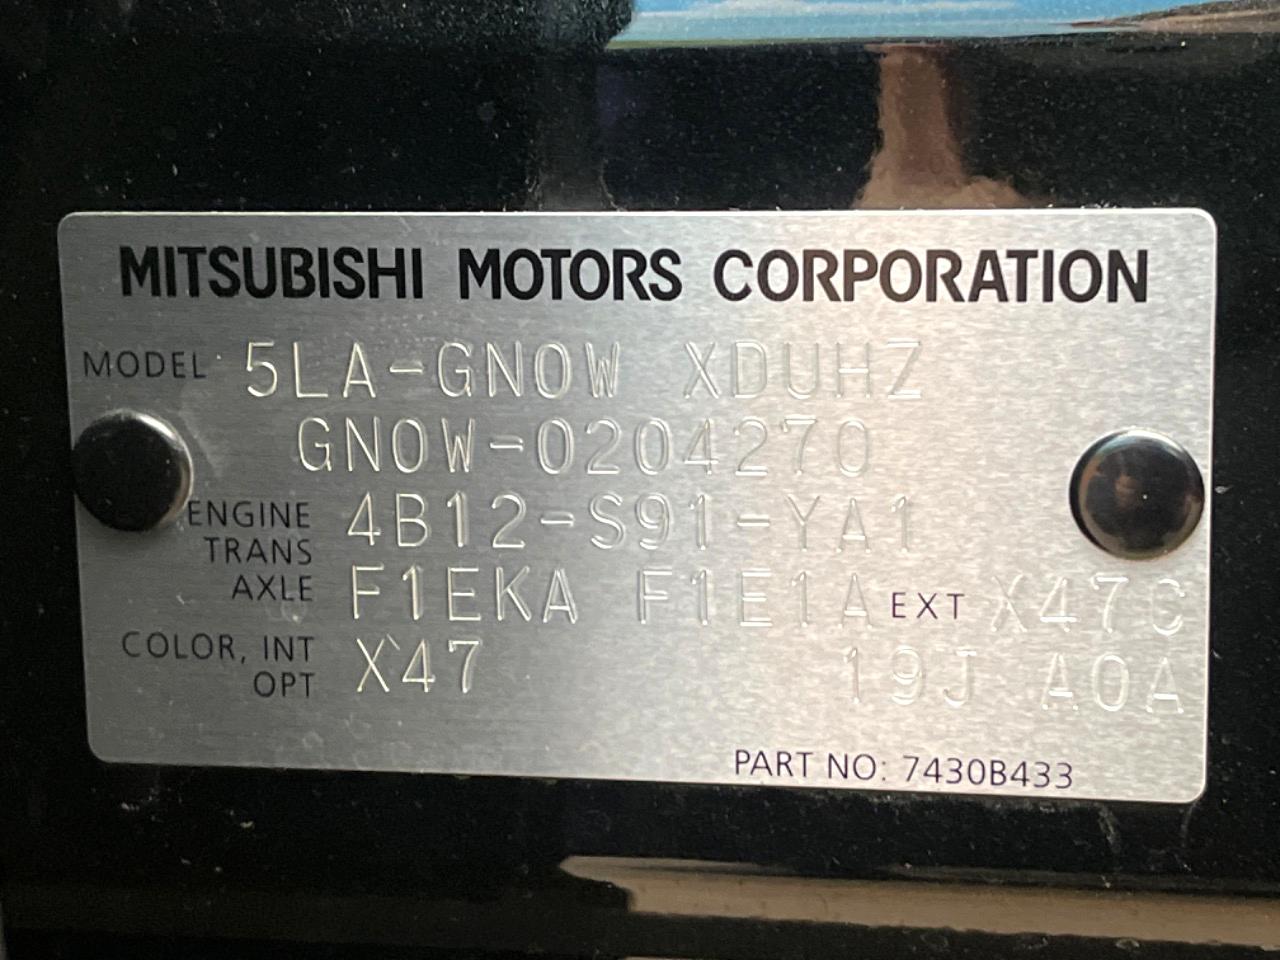 MITSUBISHI MOTORS CORPORATION
MODEL 5LA-GN0W XDUHZ
GN0W-0204270
ENGINE 4B12-S91-YA1
TRANS
AXLE F1EKA F1E1A EXT X47C
COLOR, INT X47 19J A0A
OPT
PART NO: 7430B433